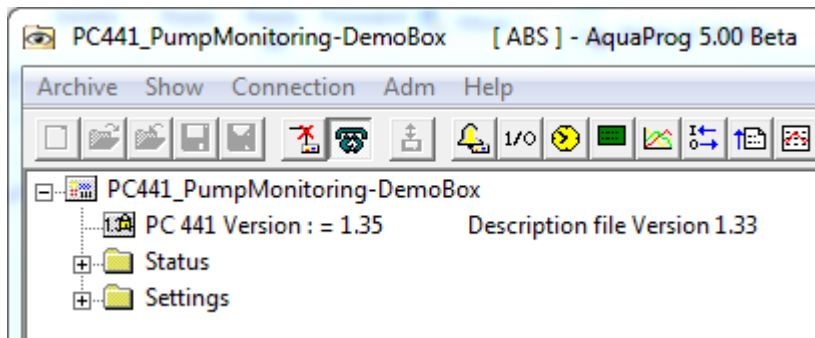 PC441_PumpMonitoring-DemoBox [ ABS ] - AquaProg 5.00 Beta
Archive Show Connection Adm Help
1/0
PC441_PumpMonitoring-DemoBox
PC 441 Version : = 1.35 Description file Version 1.33
Status
Settings